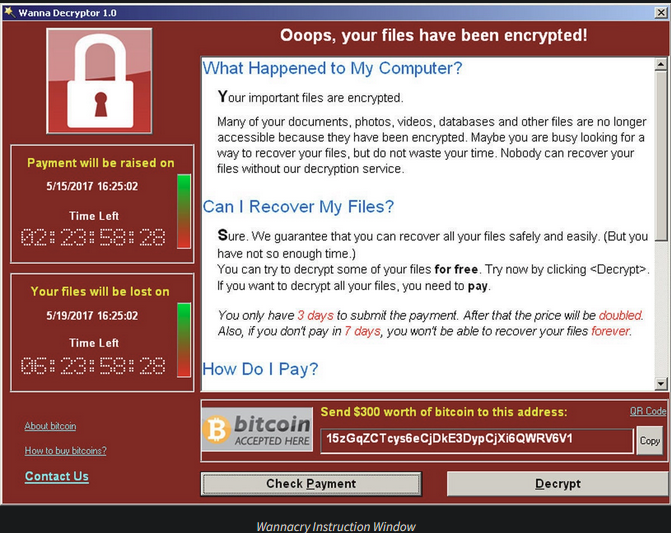 Wanna Decryptor 1.0
Ooops, your files have been encrypted!
Payment will be raised on
5/15/2017 16:25:02
Time Left
02:23:58:28
Your files will be lost on
5/19/2017 16:25:02
Time Left
06:23:58:28
About bitcoin
How to buy bitcoins?
Contact Us
What Happened to My Computer?
Your important files are encrypted.
Many of your documents, photos, videos, databases and other files are no longer
accessible because they have been encrypted. Maybe you are busy looking for a
way to recover your files, but do not waste your time. Nobody can recover your
files without our decryption service.
Can I Recover My Files?
Sure. We guarantee that you can recover all your files safely and easily. (But you
have not so enough time.)
You can try to decrypt some of your files for free. Try now by clicking <Decrypt>.
If you want to decrypt all your files, you need to pay.
You only have 3 days to submit the payment. After that the price will be doubled.
Also, if you don't pay in 7 days, you won't be able to recover your files forever.
How Do I Pay?
bitcoin
ACCEPTED HERE
Send $300 worth of bitcoin to this address:
QR Code
15zGqZCTcys6eCjDkE3DypCjXi6QWRV6V1
Copy
Check Payment
Decrypt
Wannacry Instruction Window